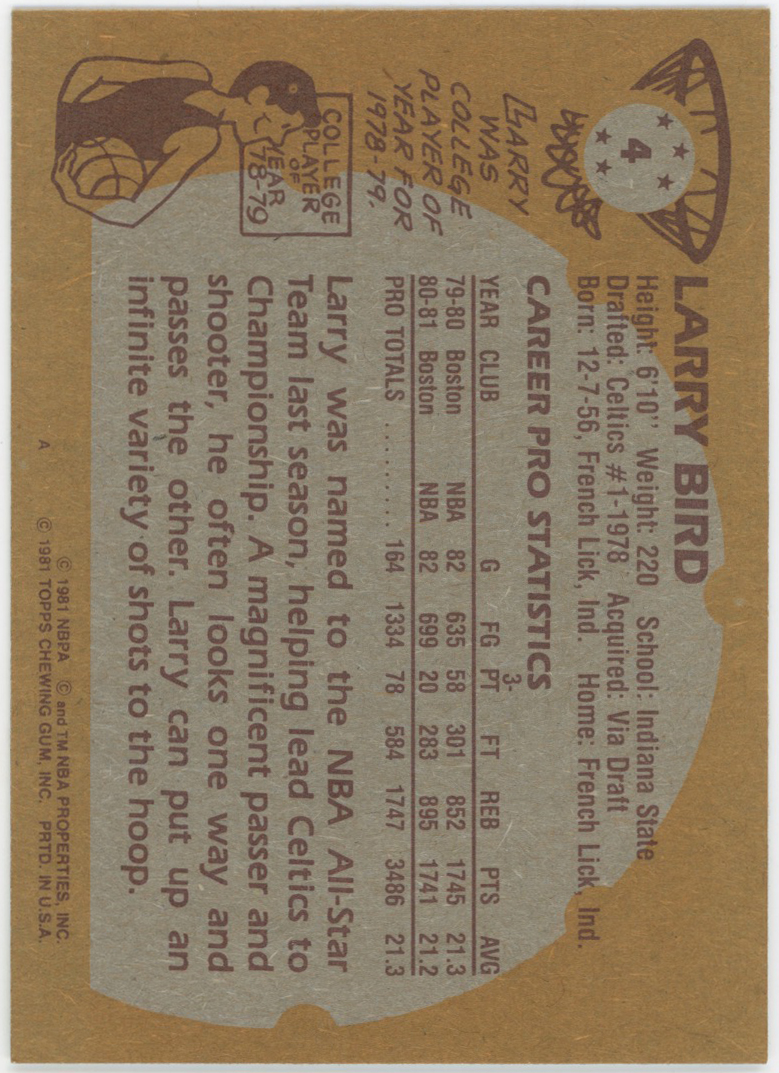 4
LARRY BIRD
Height: 6'10" Weight: 220 School: Indiana State
Drafted: Celtics #1-1978 Acquired: Via Draft
Born: 12-7-56, French Lick, Ind. Home: French Lick, Ind.
CAREER PRO STATISTICS
YEAR CLUB G FG 3-PT FT REB PTS AVG
79-80 Boston NBA 82 635 58 301 852 1745 21.3
80-81 Boston NBA 82 699 20 283 895 1741 21.2
PRO TOTALS .......... 164 1334 78 584 1747 3486 21.3
LARRY
WAS
COLLEGE
PLAYER OF
YEAR FOR
1978-79.
COLLEGE
PLAYER
OF
YEAR
78-79
Larry was named to the NBA All-Star
Team last season, helping lead Celtics to
Championship. A magnificent passer and
shooter, he often looks one way and
passes the other. Larry can put up an
infinite variety of shots to the hoop.
© 1981 NBPA © and TM NBA PROPERTIES, INC.
A © 1981 TOPPS CHEWING GUM, INC. PRTD. IN U.S.A.